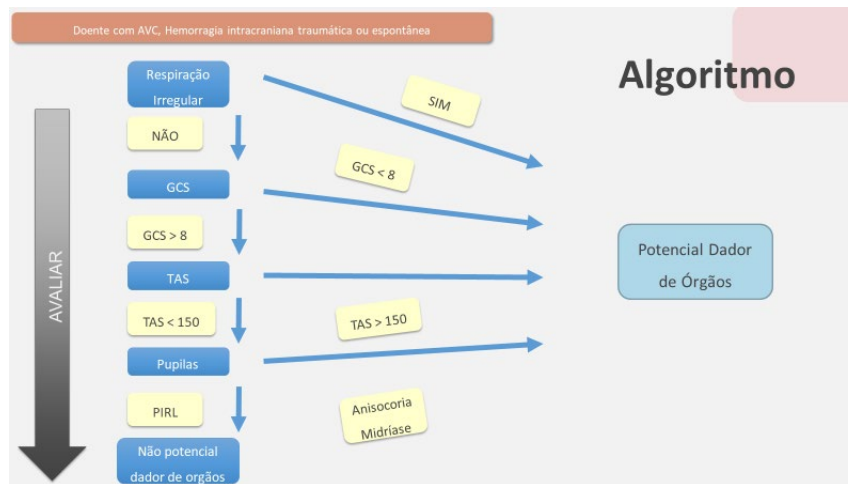 Doente com AVC, Hemorragia intracraniana traumática ou espontânea
Algoritmo
Respiração
Irregular
SIM
NÃO
GCS < 8
GCS
GCS > 8
Potencial Dador
de Órgãos
AVALIAR
TAS
TAS < 150
TAS > 150
Pupilas
PIRL
Anisocoria
Midríase
Não potencial
dador de orgãos